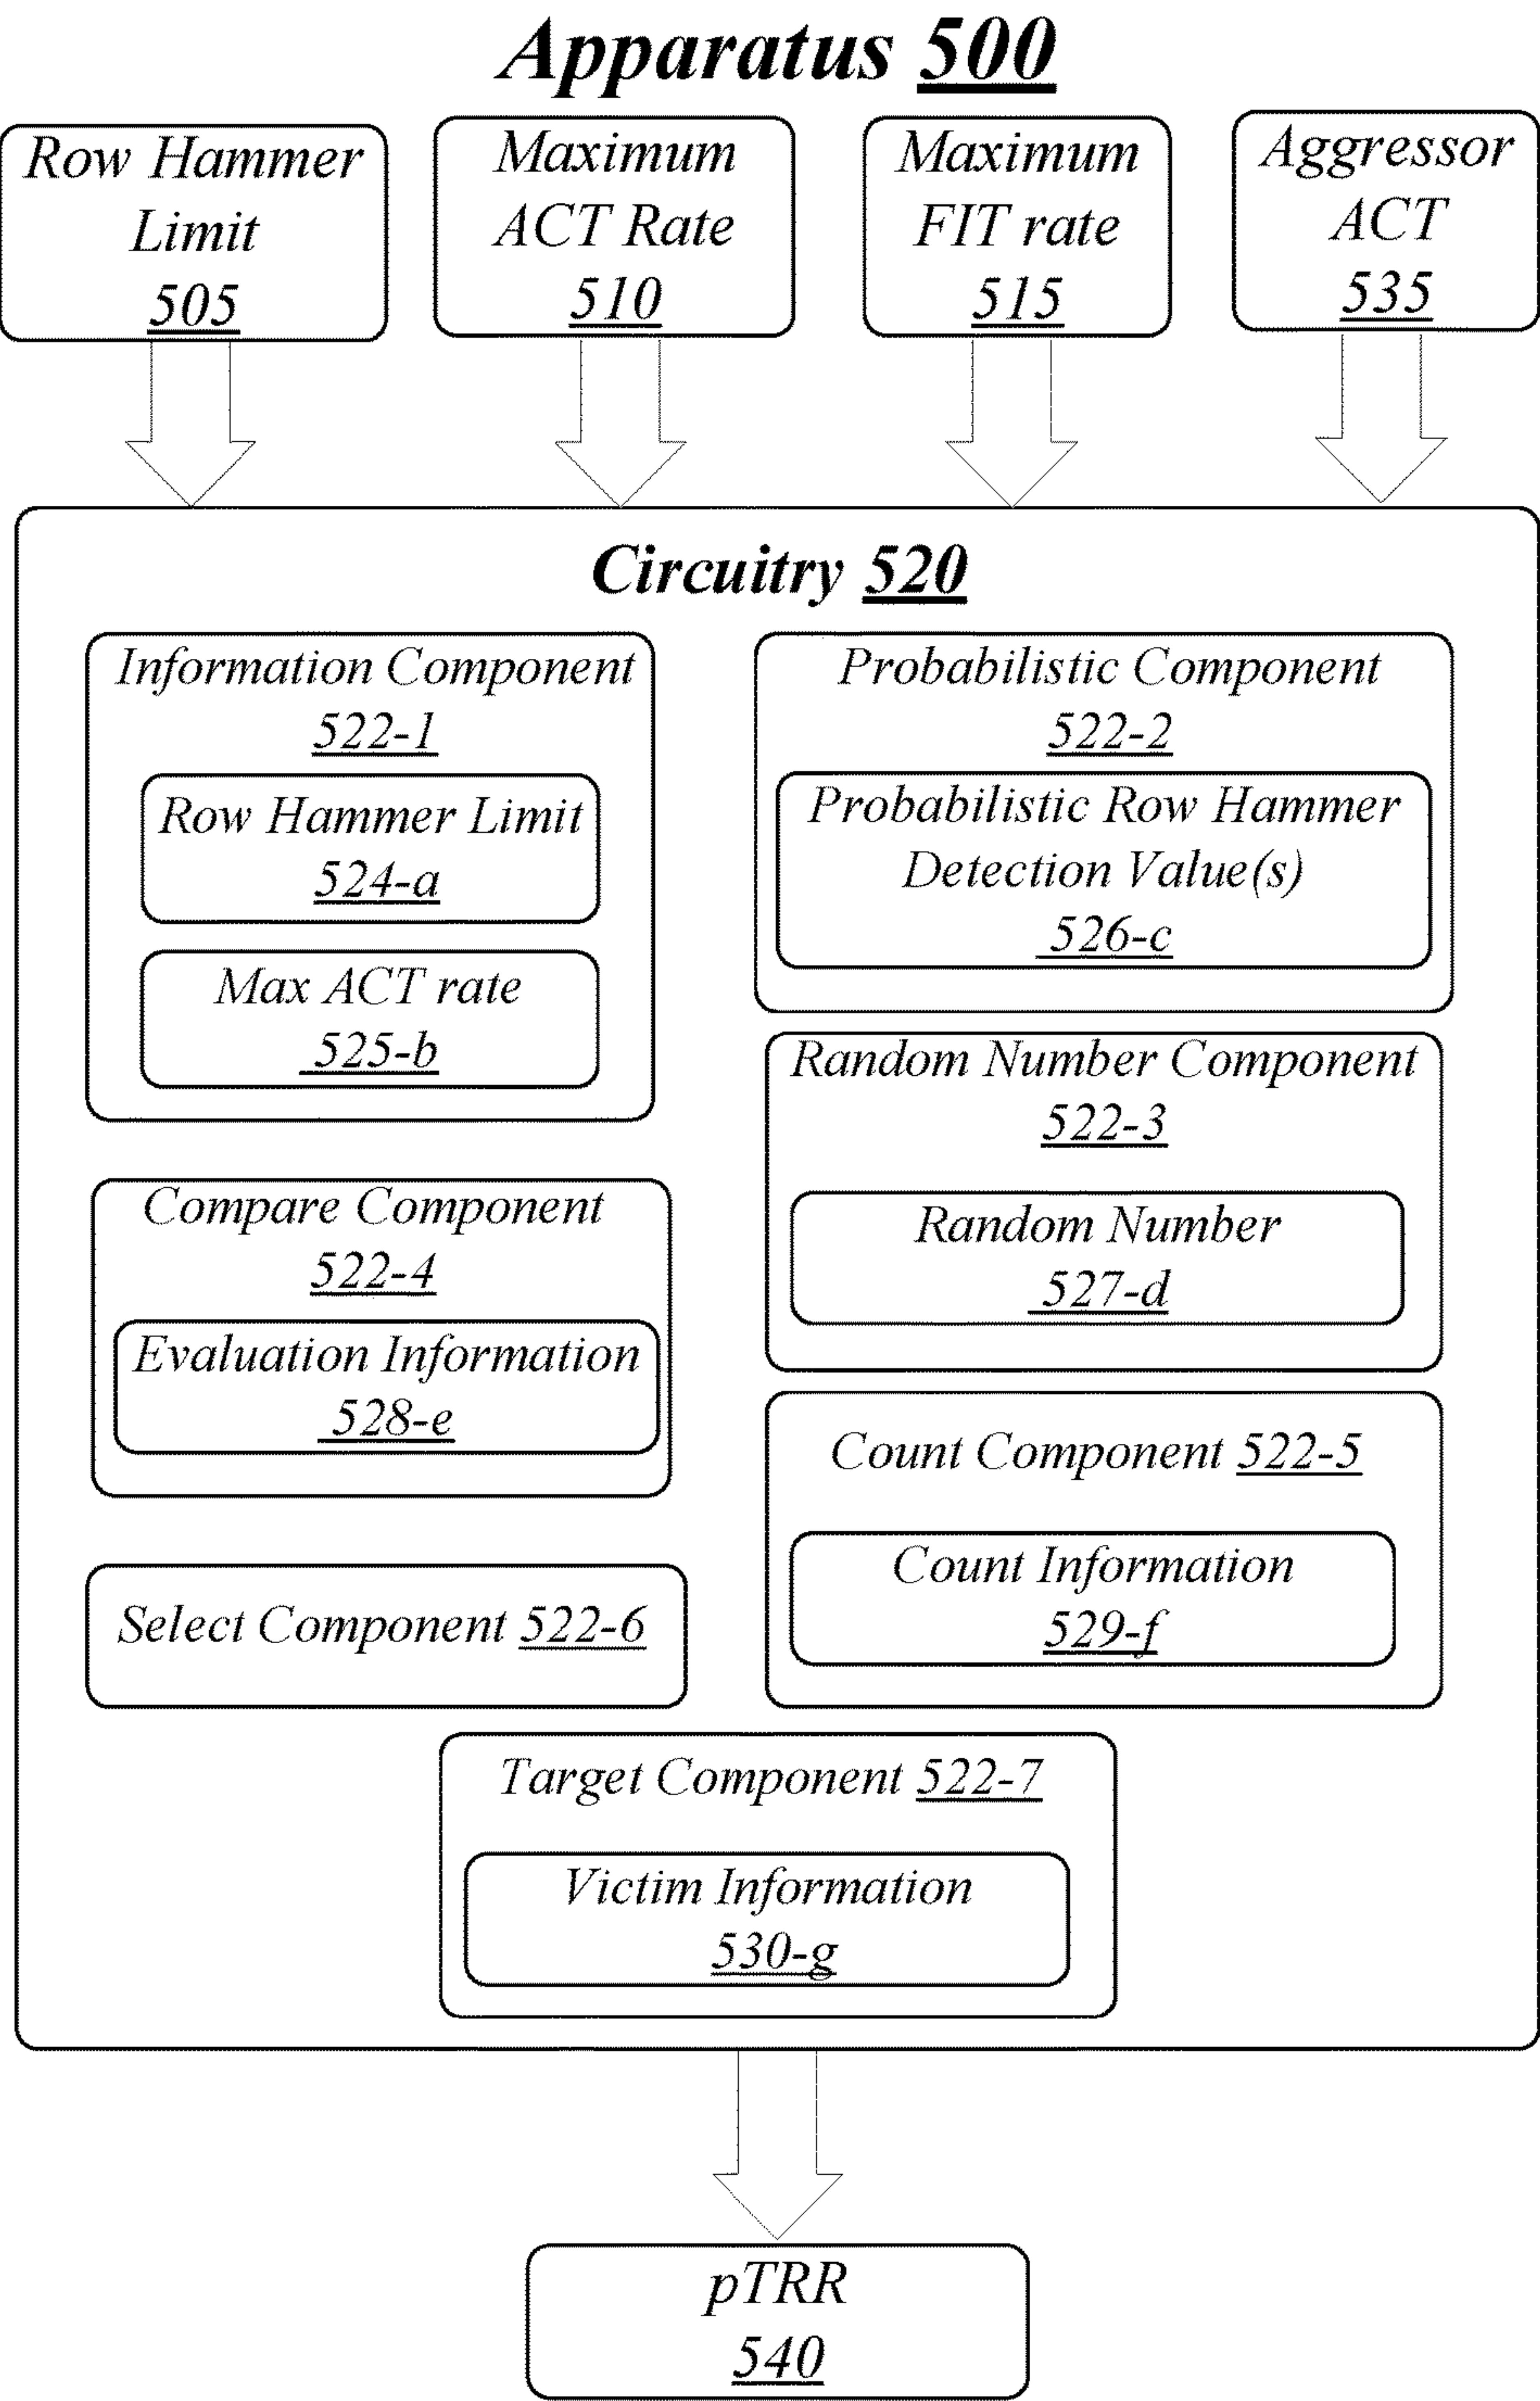 Apparatus 500
Row Hammer
Limit
505
Maximum
ACT Rate
510
Maximum
FIT rate
515
Aggressor
ACT
535
Circuitry 520
Information Component
522-1
Row Hammer Limit
524-a
Max ACT rate
525-b
Probabilistic Component
522-2
Probabilistic Row Hammer
Detection Value(s)
526-c
Random Number Component
522-3
Random Number
527-d
Compare Component
522-4
Evaluation Information
528-e
Count Component 522-5
Count Information
529-f
Select Component 522-6
Target Component 522-7
Victim Information
530-g
pTRR
540